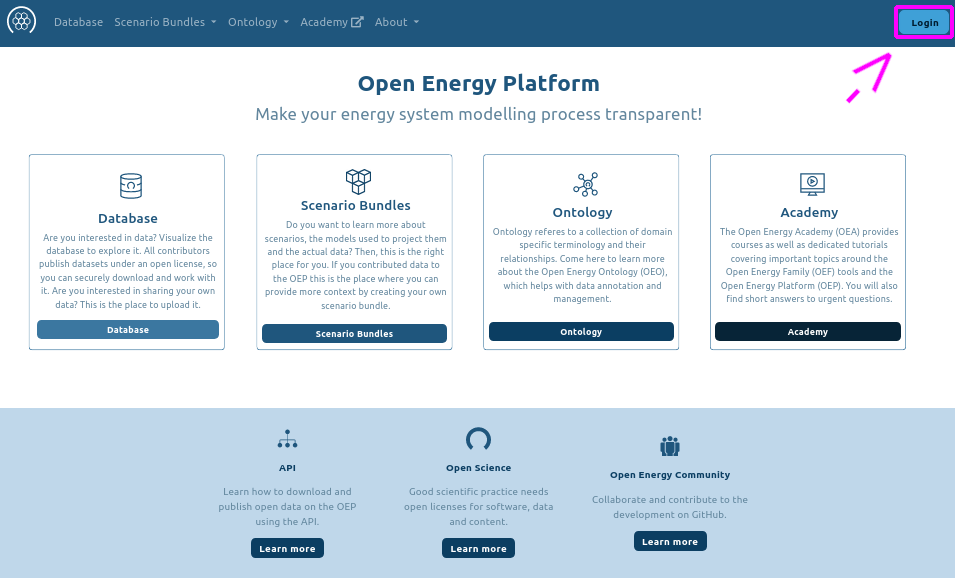 Database Scenario Bundles Ontology Academy About Login
Open Energy Platform
Make your energy system modelling process transparent!
Database
Are you interested in data? Visualize the
database to explore it. All contributors
publish datasets under an open license, so
you can securely download and work with
it. Are you interested in sharing your own
data? This is the place to upload it.
Database
Scenario Bundles
Do you want to learn more about
scenarios, the models used to project them
and the actual data? Then, this is the right
place for you. If you contributed data to
the OEP this is the place where you can
provide more context by creating your own
scenario bundle.
Scenario Bundles
Ontology
Ontology referes to a collection of domain
specific terminology and their
relationships. Come here to learn more
about the Open Energy Ontology (OEO),
which helps with data annotation and
management.
Ontology
Academy
The Open Energy Academy (OEA) provides
courses as well as dedicated tutorials
covering important topics around the
Open Energy Family (OEF) tools and the
Open Energy Platform (OEP). You will also
find short answers to urgent questions.
Academy
API
Learn how to download and
publish open data on the OEP
using the API.
Learn more
Open Science
Good scientific practice needs
open licenses for software, data
and content.
Learn more
Open Energy Community
Collaborate and contribute to the
development on GitHub.
Learn more